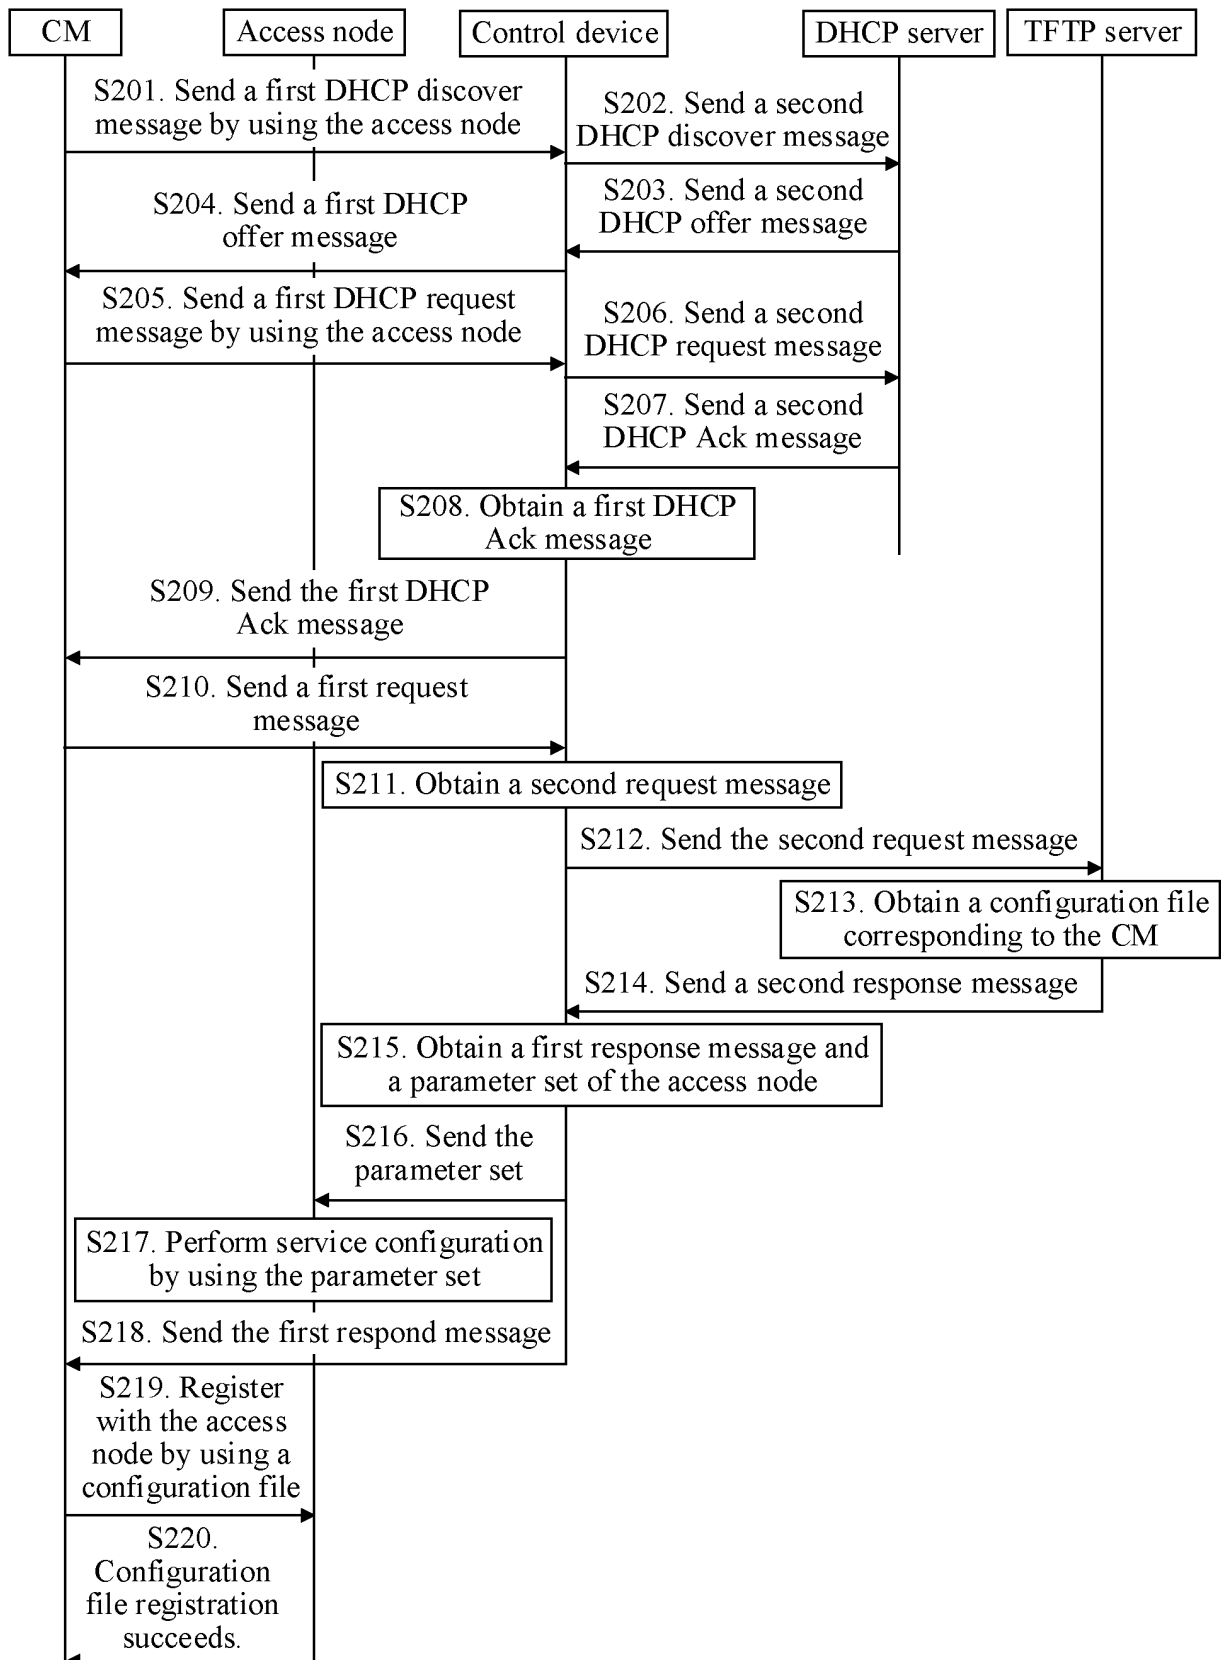 CM
Access node
Control device
DHCP server
TFTP server
S201. Send a first DHCP discover
message by using the access node
S202. Send a second
DHCP discover message
S203. Send a second
DHCP offer message
S204. Send a first DHCP
offer message
S205. Send a first DHCP request
message by using the access node
S206. Send a second
DHCP request message
S207. Send a second
DHCP Ack message
S208. Obtain a first DHCP
Ack message
S209. Send the first DHCP
Ack message
S210. Send a first request
message
S211. Obtain a second request message
S212. Send the second request message
S213. Obtain a configuration file
corresponding to the CM
S214. Send a second response message
S215. Obtain a first response message and
a parameter set of the access node
S216. Send the
parameter set
S217. Perform service configuration
by using the parameter set
S218. Send the first respond message
S219. Register
with the access
node by using a
configuration file
S220.
Configuration
file registration
succeeds.